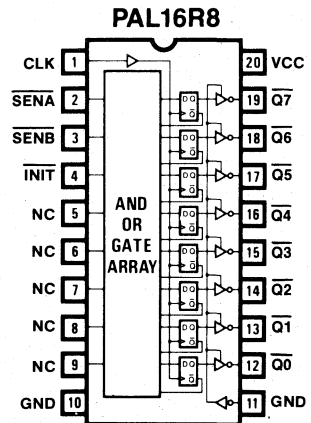 PAL16R8
CLK 1 20 VCC
SENA 2 D Q Q 19 Q7
SENB 3 D Q Q 18 Q6
INIT 4 D Q Q 17 Q5
NC 5 D Q Q 16 Q4
AND
OR
GATE
ARRAY
NC 6 D Q Q 15 Q3
NC 7 D Q Q 14 Q2
NC 8 D Q Q 13 Q1
NC 9 D Q Q 12 Q0
GND 10 11 GND